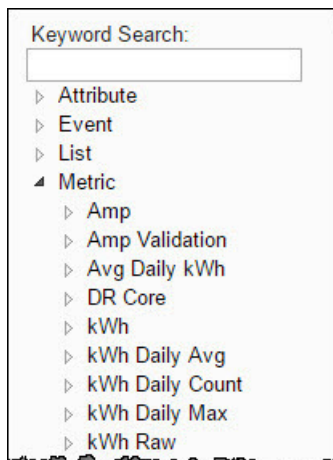 Keyword Search:
Attribute
Event
List
Metric
Amp
Amp Validation
Avg Daily kWh
DR Core
kWh
kWh Daily Avg
kWh Daily Count
kWh Daily Max
kWh Raw